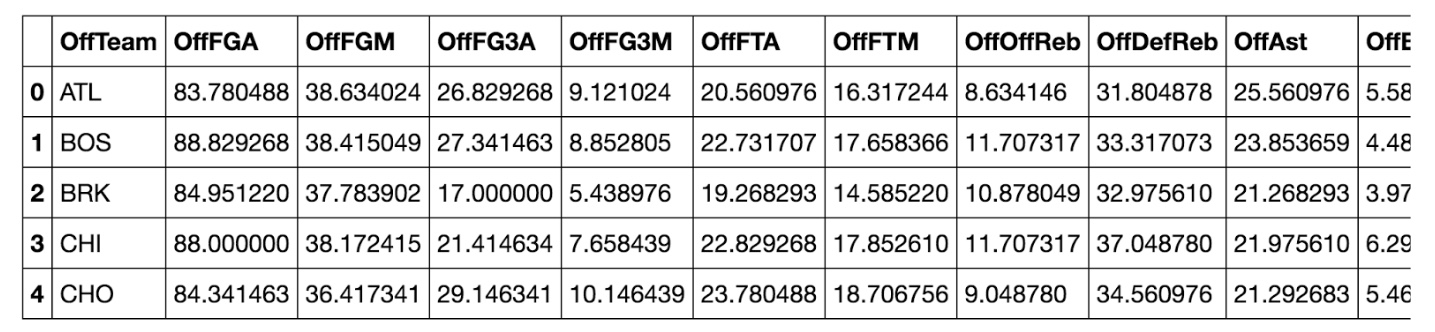 OffTeam OffFGA OffFGM OffFG3A OffFG3M OffFTA OffFTM OffOffReb OffDefReb OffAst
0 ATL 83.780488 38.634024 26.829268 9.121024 20.560976 16.317244 8.634146 31.804878 25.560976 5.58
1 BOS 88.829268 38.415049 27.341463 8.852805 22.731707 17.658366 11.707317 33.317073 23.853659 4.48
2 BRK 84.951220 37.783902 17.000000 5.438976 19.268293 14.585220 10.878049 32.975610 21.268293 3.97
3 CHI 88.000000 38.172415 21.414634 7.658439 22.829268 17.852610 11.707317 37.048780 21.975610 6.29
4 CHO 84.341463 36.417341 29.146341 10.146439 23.780488 18.706756 9.048780 34.560976 21.292683 5.46